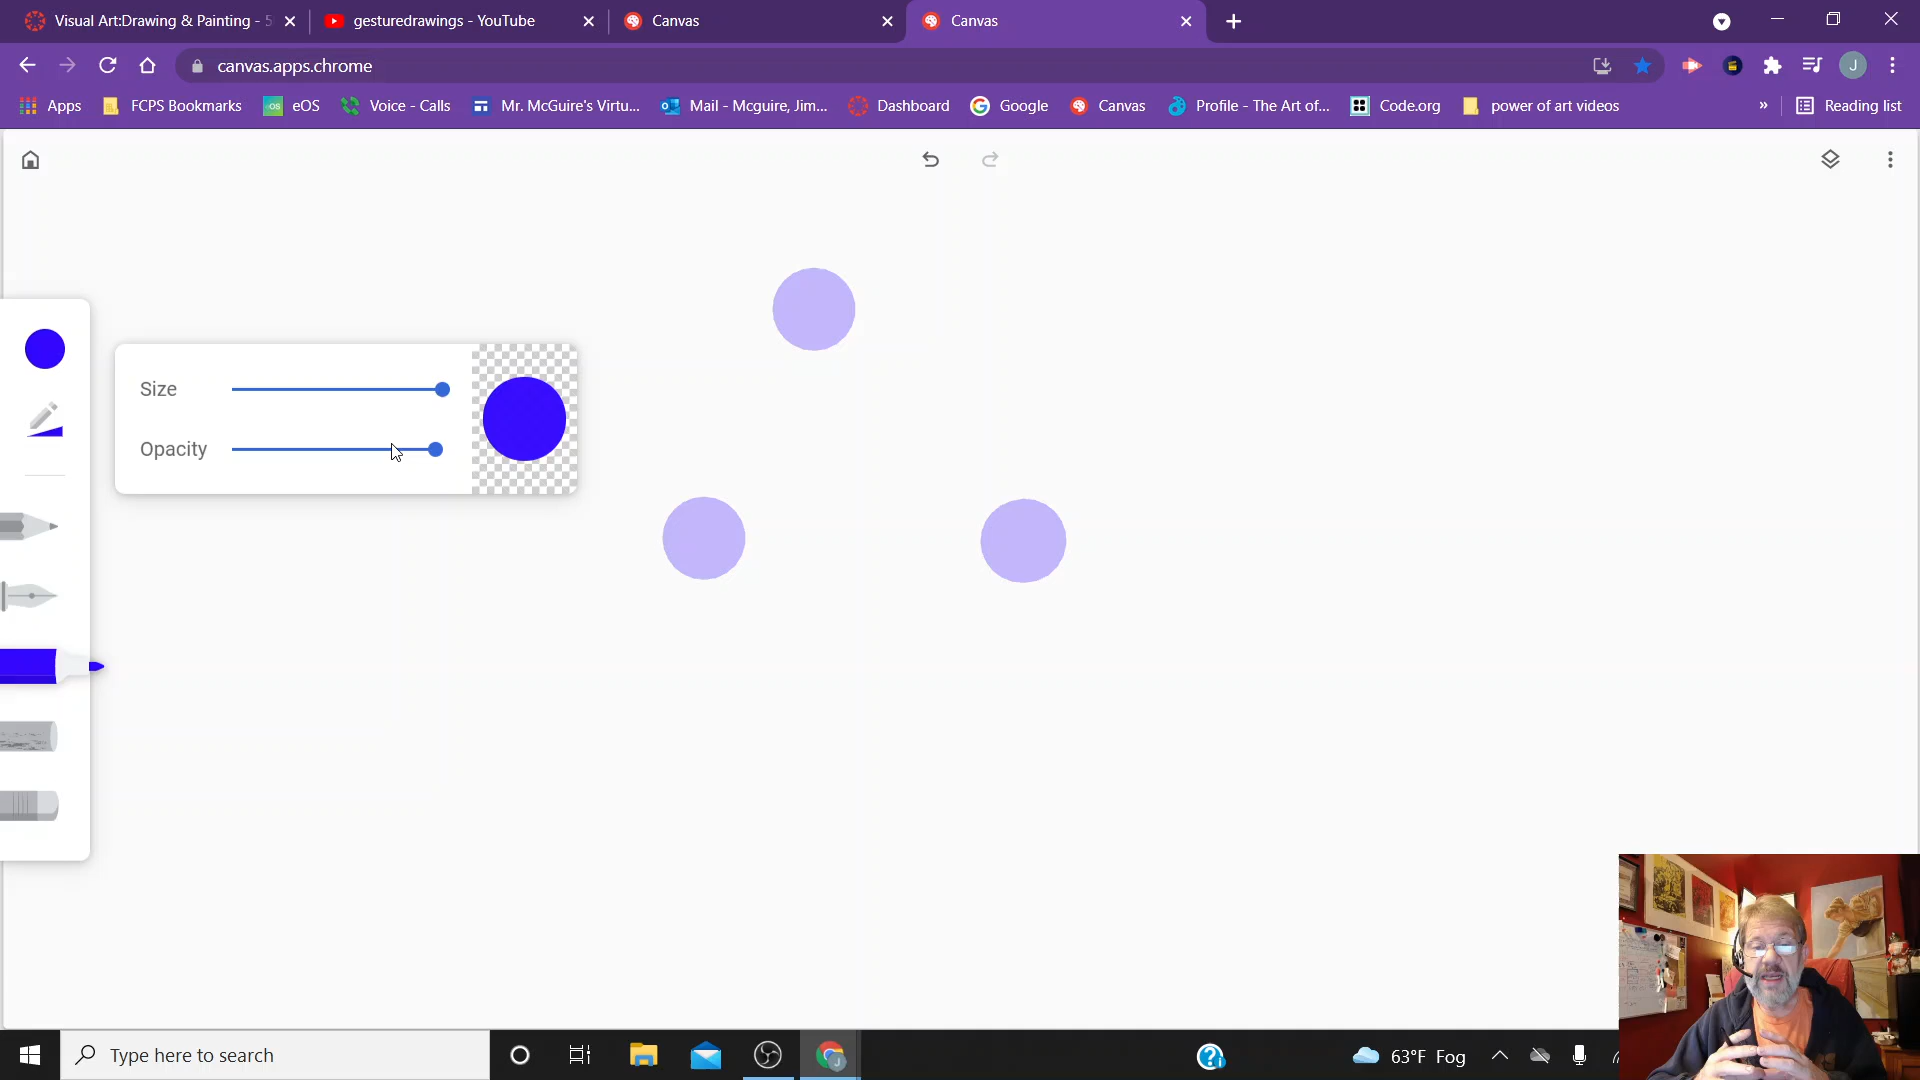 Visual Art:Drawing & Painting - 5
gesturedrawings - YouTube
Canvas
Canvas
canvas.apps.chrome
J
Apps
FCPS Bookmarks
eOS
Voice - Calls
Mr. McGuire's Virtu...
Mail - Mcguire, Jim...
Dashboard
Google
Canvas
Profile - The Art of...
Code.org
power of art videos
»
Reading list
Size
Opacity
Type here to search
63°F Fog